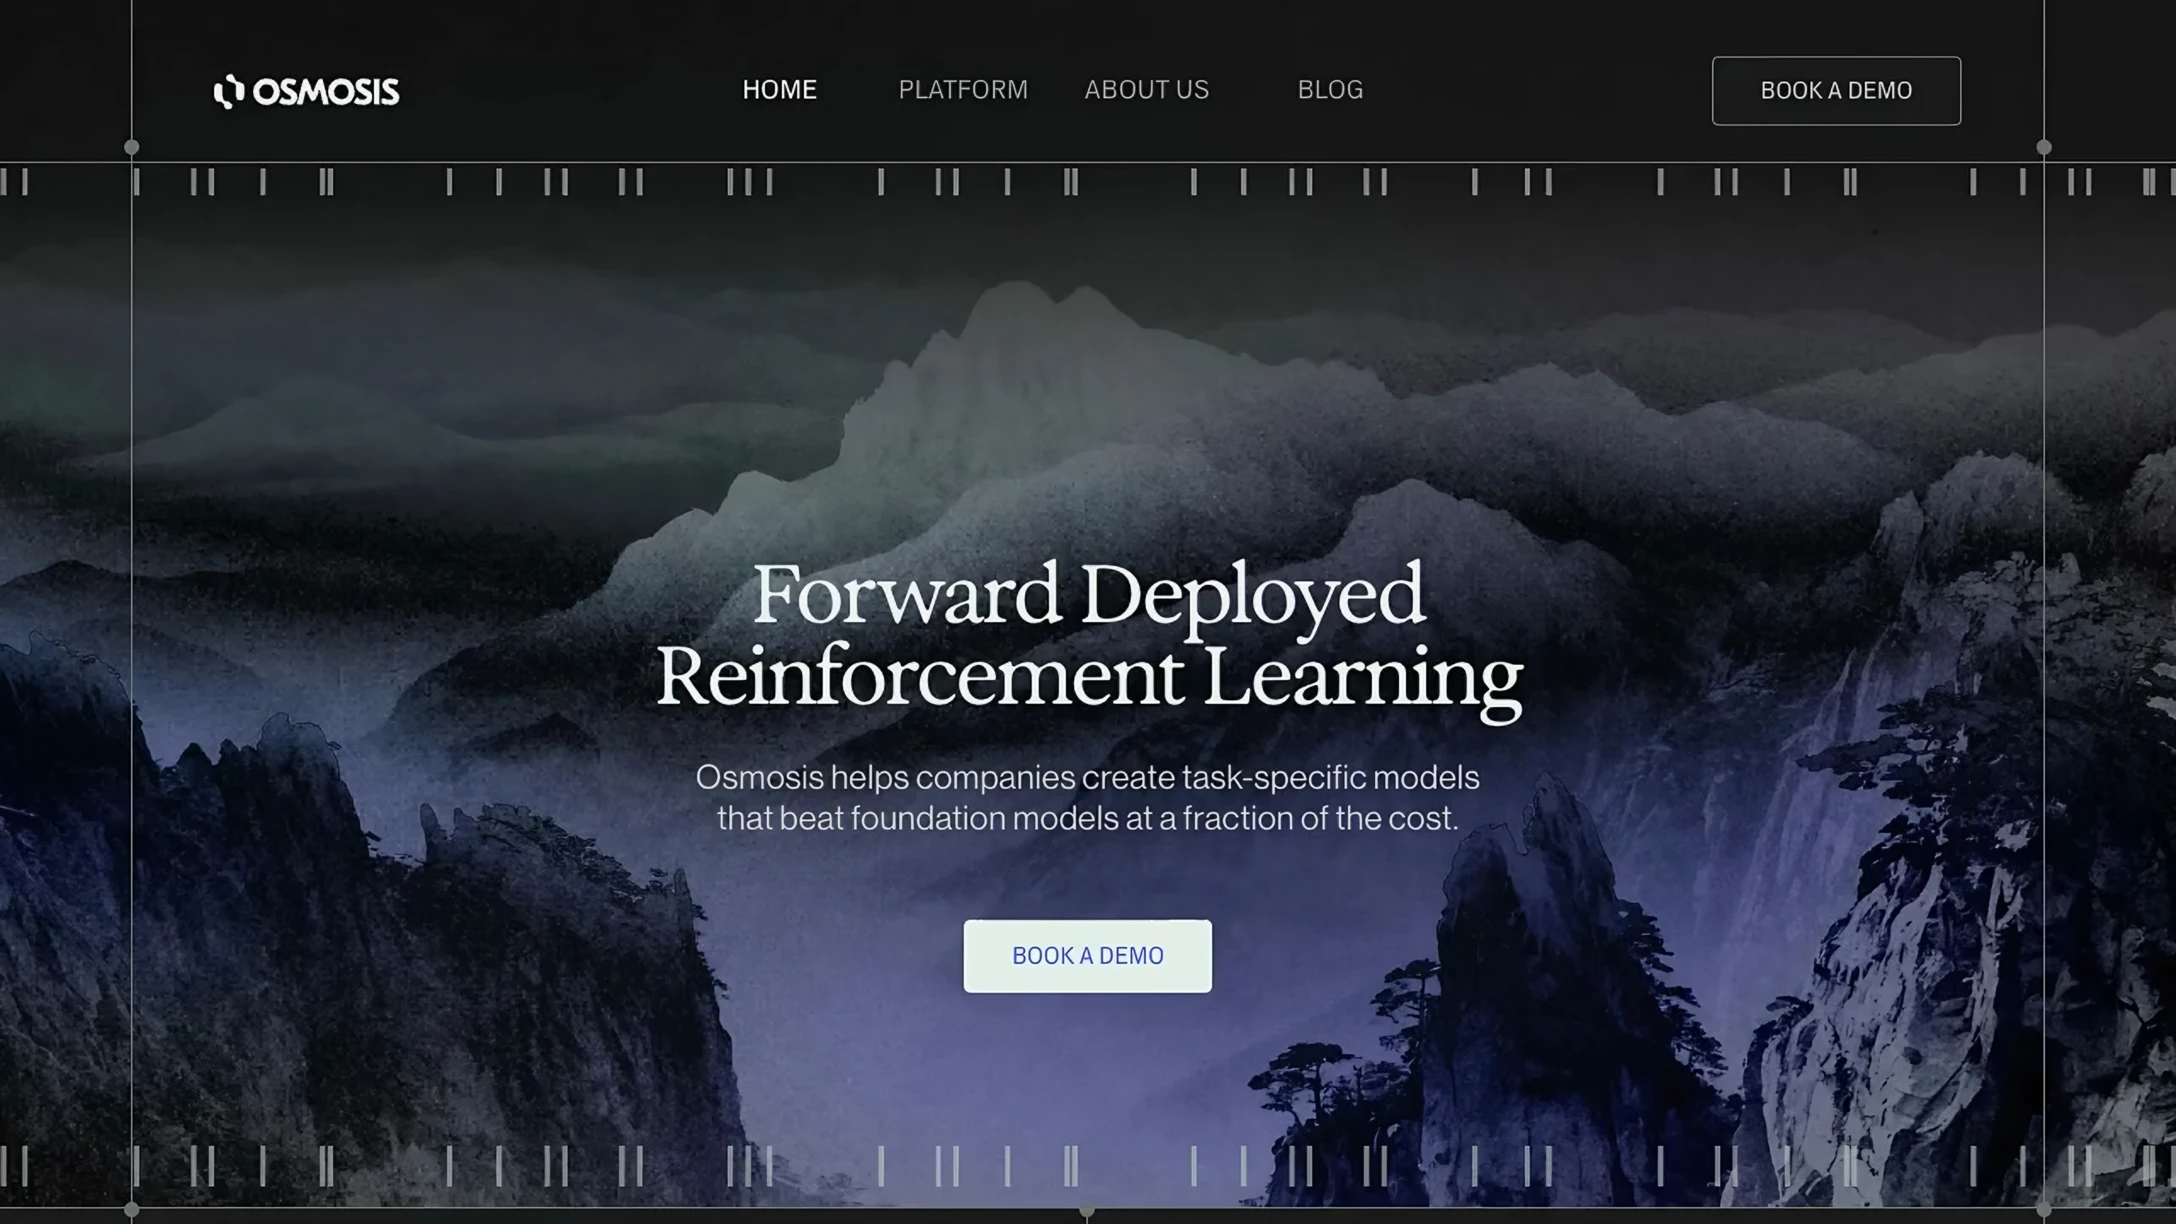 OSMOSIS
HOME
PLATFORM
ABOUT US
BLOG
BOOK A DEMO
Forward Deployed
Reinforcement Learning
Osmosis helps companies create task-specific models
that beat foundation models at a fraction of the cost.
BOOK A DEMO